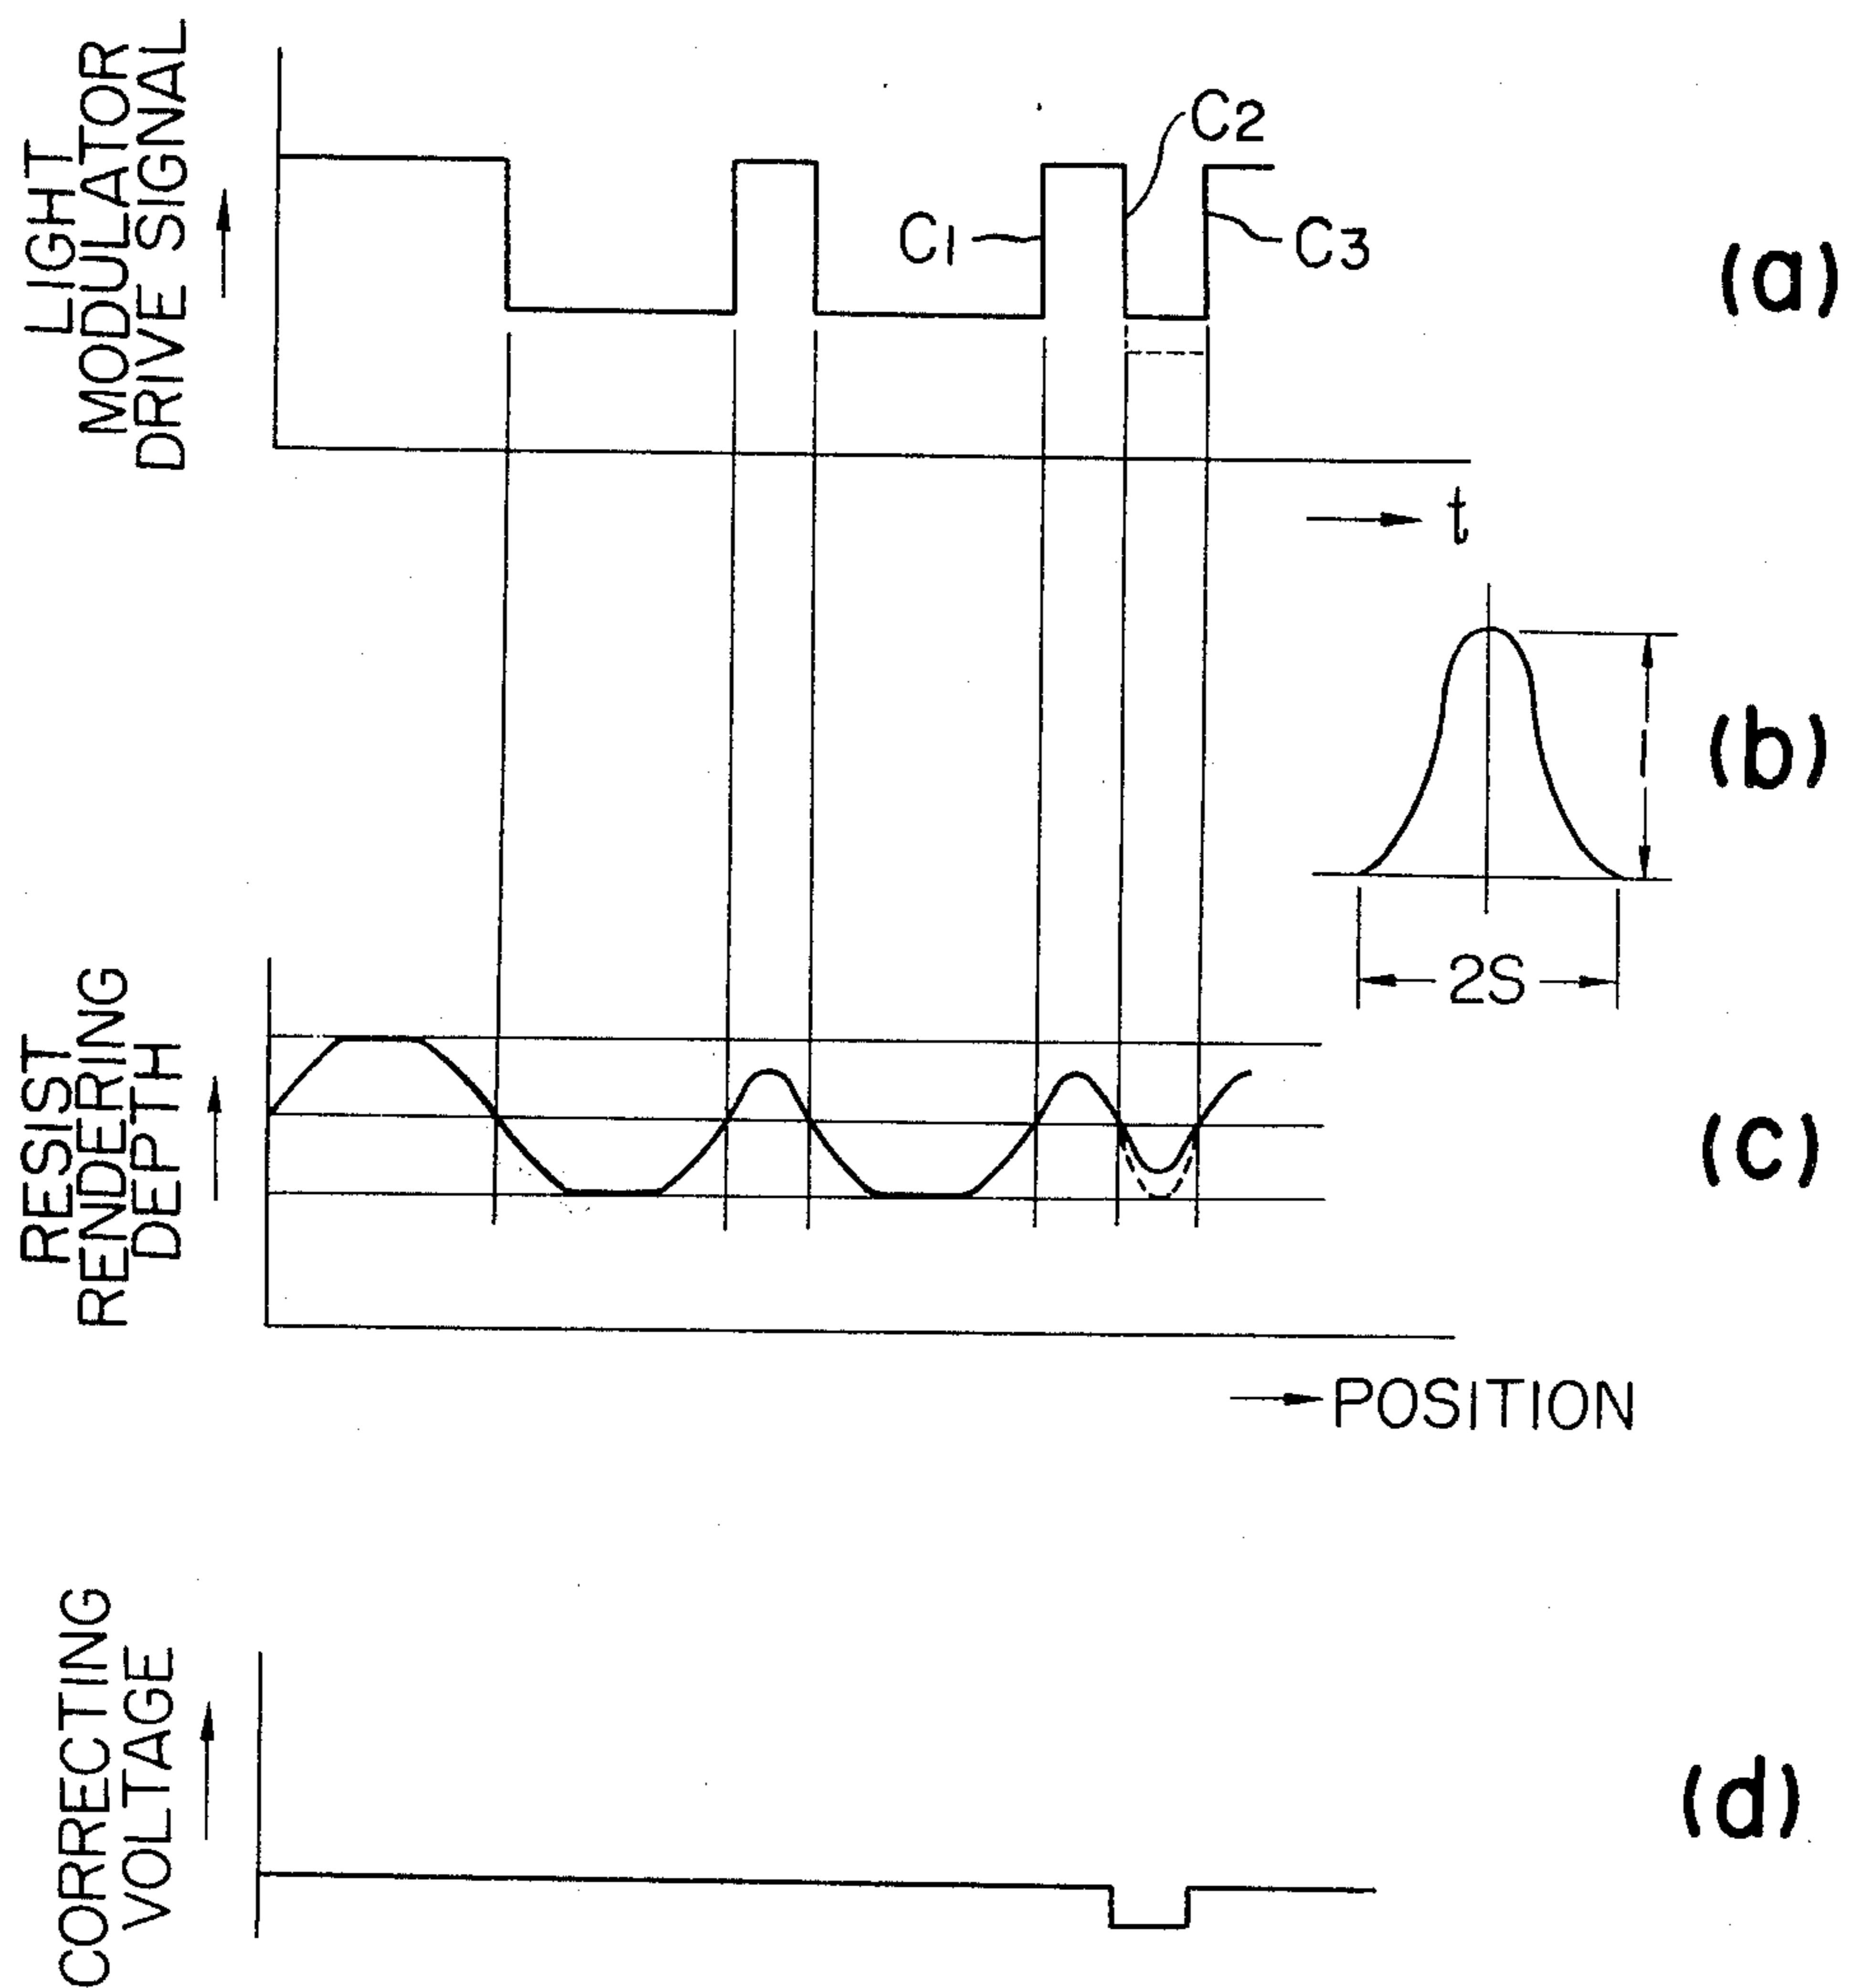 LIGHT
MODULATOR
DRIVE SIGNAL
C1
C2
C3
(a)
t
(b)
2S
RESIST
RENDERING
DEPTH
(c)
POSITION
CORRECTING
VOLTAGE
(d)